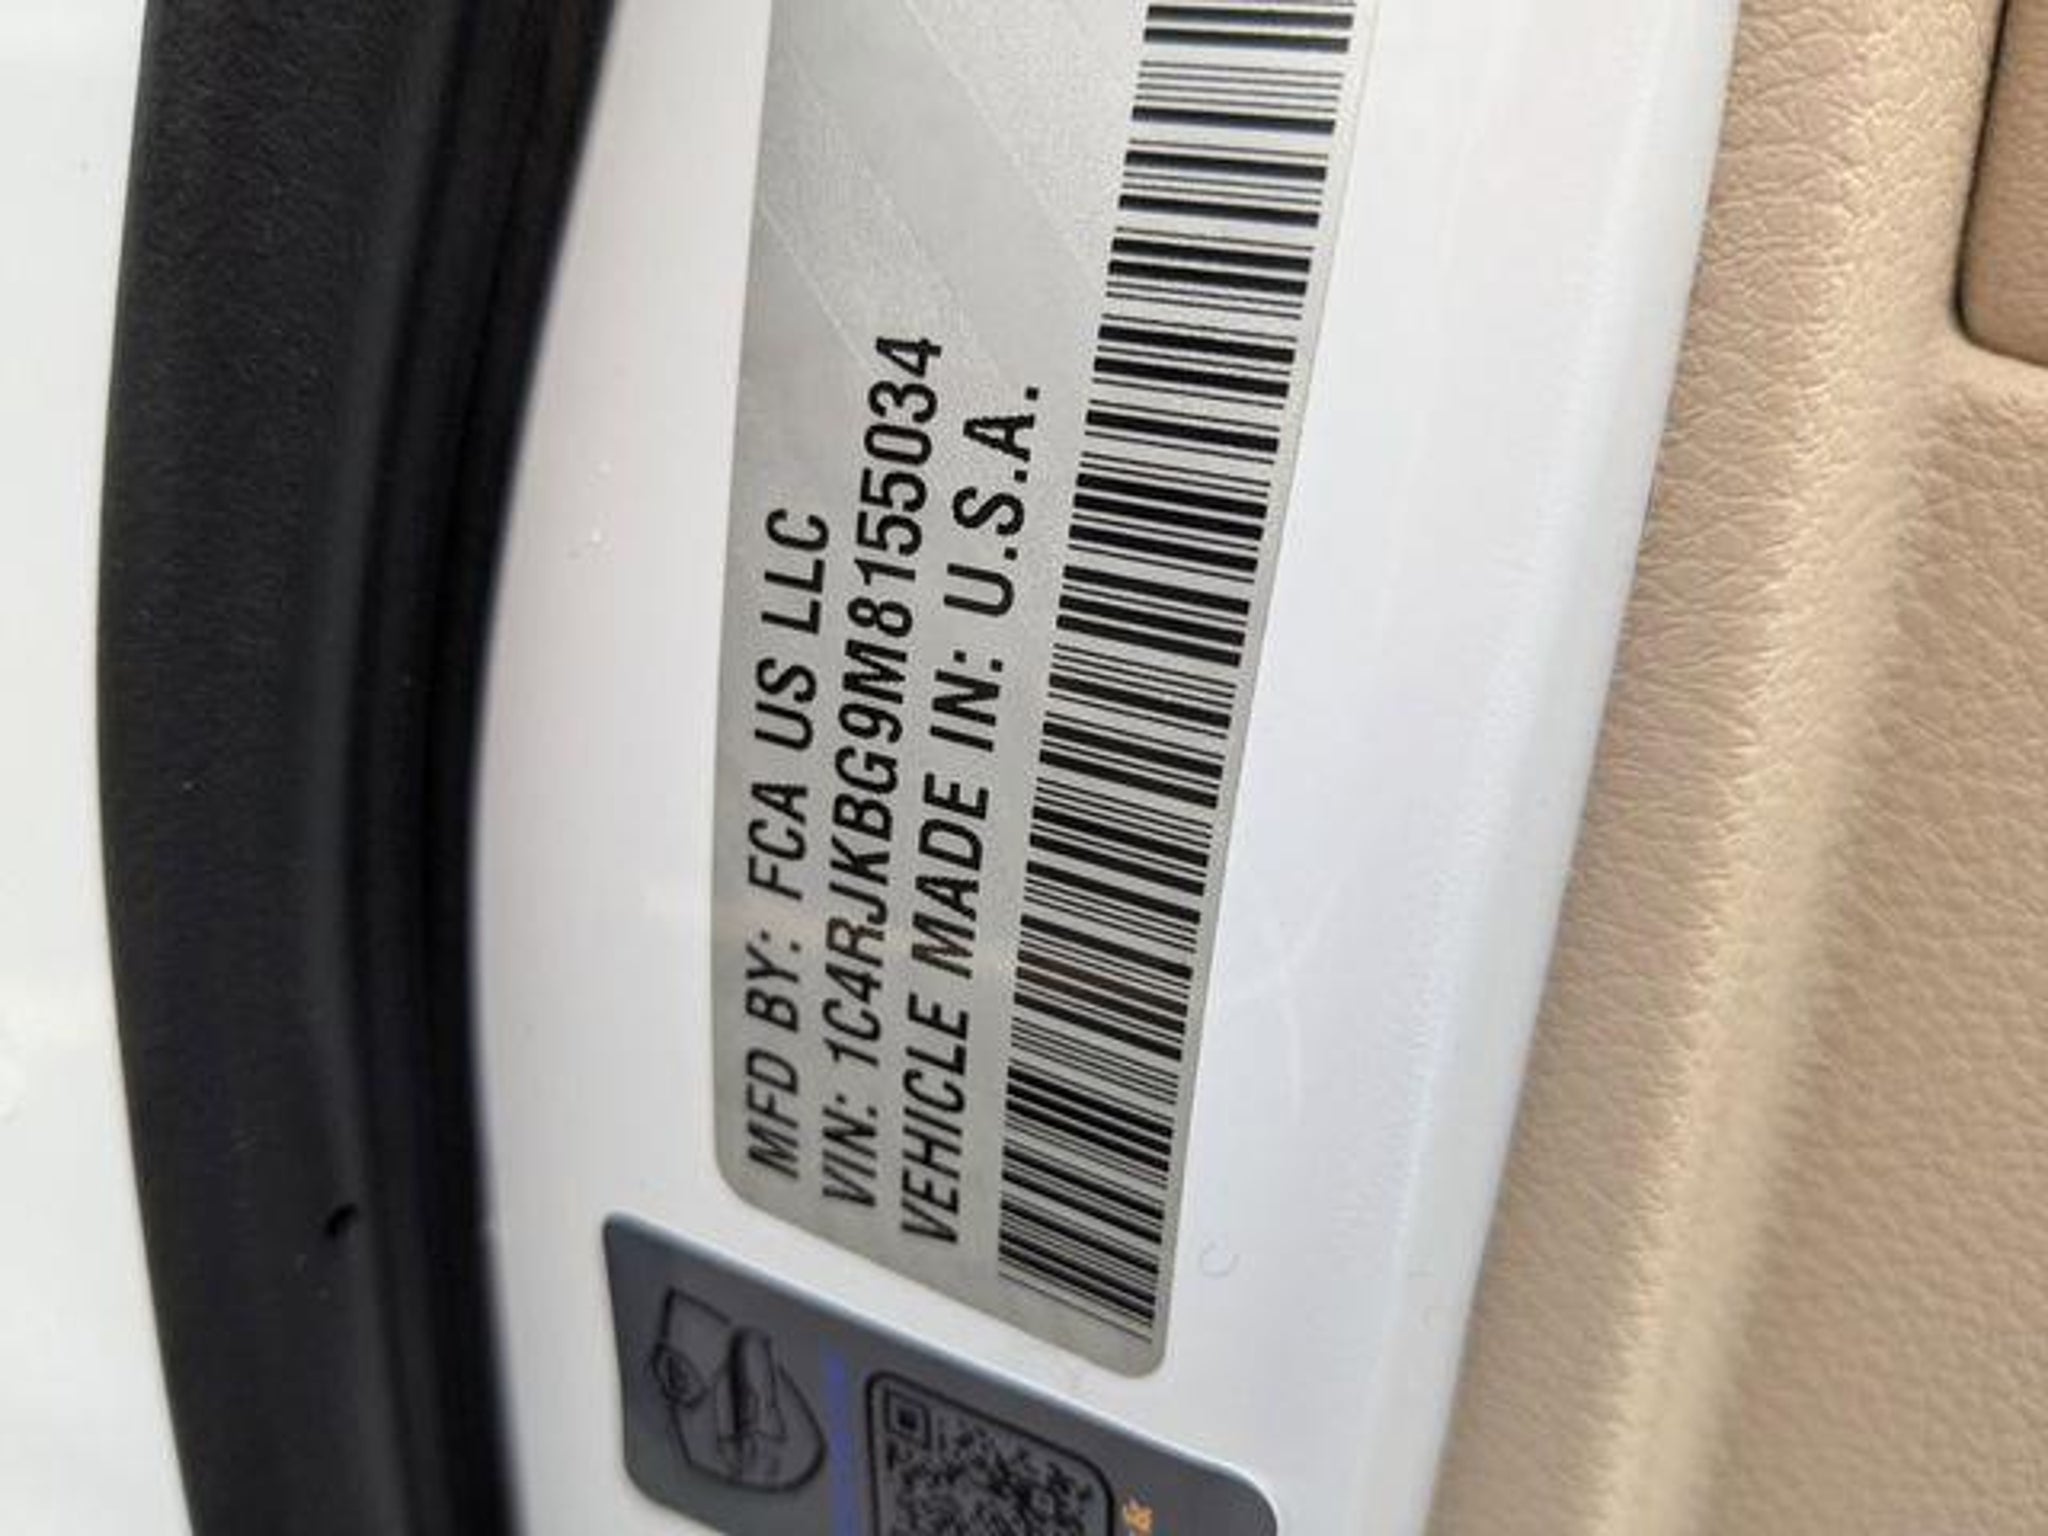 MFD BY: FCA US LLC
VIN: 1C4RJKBG9M8155034
VEHICLE MADE IN: U.S.A.